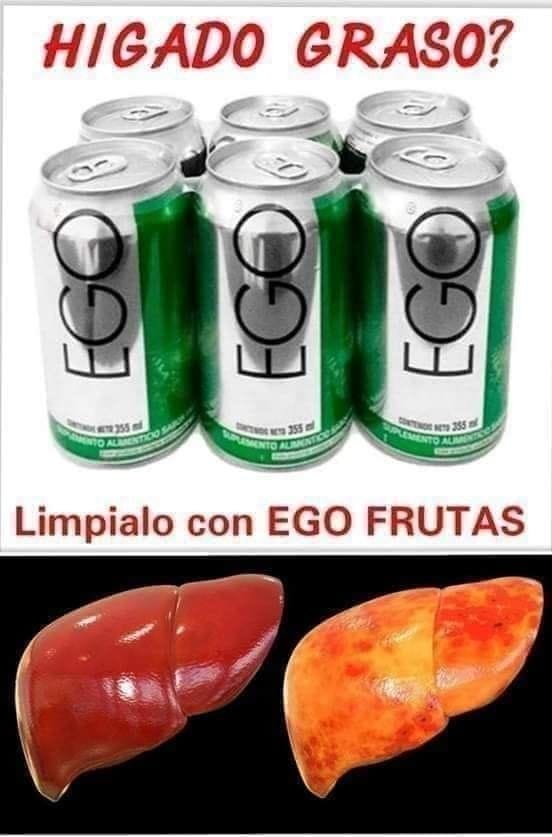 HIGADO GRASO?
EGO
EGO
EGO
CONTENIDO NETO 355 ml
CONTENIDO NETO 355 ml
CONTENIDO NETO 355 ml
SUPLEMENTO ALIMENTICIO SABOR
SUPLEMENTO ALIMENTICIO
SUPLEMENTO ALIMENTICIO
Limpialo con EGO FRUTAS